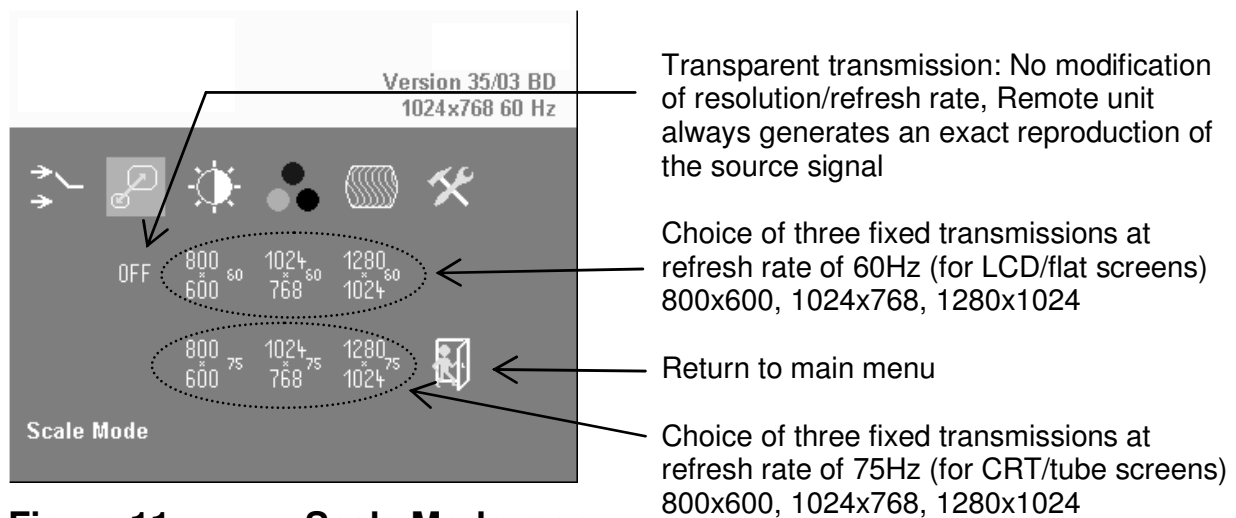 Version 35/03 BD
1024x768 60 Hz
OFF
800 x 600 60
1024 x 768 60
1280 x 1024 60
800 x 600 75
1024 x 768 75
1280 x 1024 75
Scale Mode
Transparent transmission: No modification
of resolution/refresh rate, Remote unit
always generates an exact reproduction of
the source signal
Choice of three fixed transmissions at
refresh rate of 60Hz (for LCD/flat screens)
800x600, 1024x768, 1280x1024
Return to main menu
Choice of three fixed transmissions at
refresh rate of 75Hz (for CRT/tube screens)
800x600, 1024x768, 1280x1024
Figure 11 Scale Mode